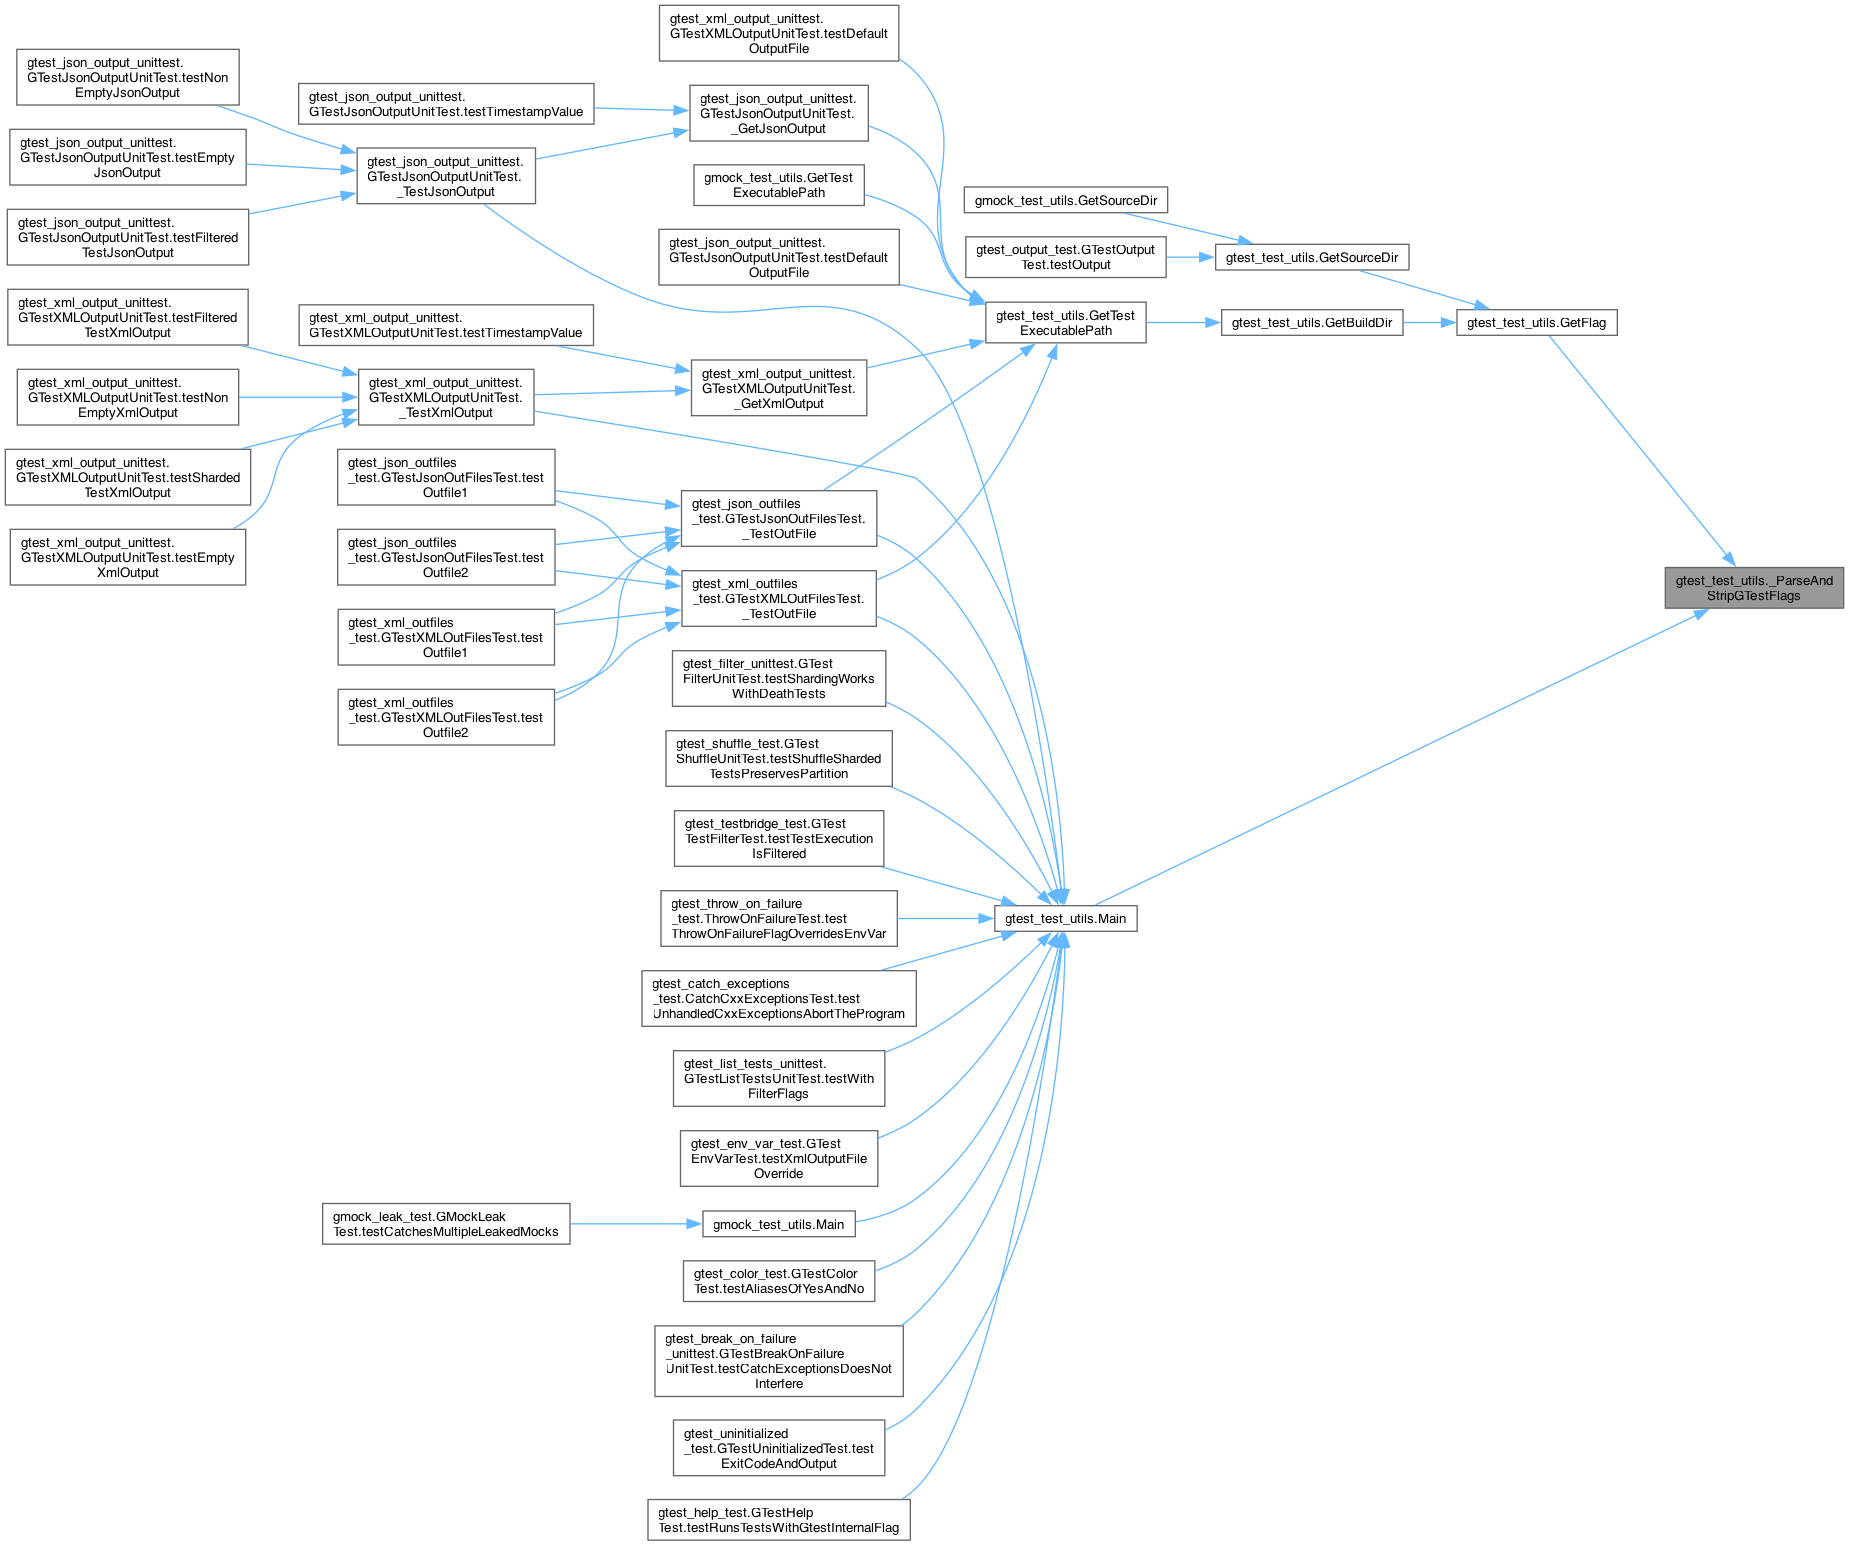 gtest_xml_output_unittest.
GTestXMLOutputUnitTest.testDefault
OutputFile
gtest_json_output_unittest.
GTestJsonOutputUnitTest.testNon
EmptyJsonOutput
gtest_json_output_unittest.
GTestJsonOutputUnitTest.testTimestampValue
gtest_json_output_unittest.
GTestJsonOutputUnitTest.
_GetJsonOutput
gtest_json_output_unittest.
GTestJsonOutputUnitTest.testEmpty
JsonOutput
gtest_json_output_unittest.
GTestJsonOutputUnitTest.
_TestJsonOutput
gmock_test_utils.GetTest
ExecutablePath
gmock_test_utils.GetSourceDir
gtest_json_output_unittest.
GTestJsonOutputUnitTest.testFiltered
TestJsonOutput
gtest_json_output_unittest.
GTestJsonOutputUnitTest.testDefault
OutputFile
gtest_output_test.GTestOutput
Test.testOutput
gtest_test_utils.GetSourceDir
gtest_xml_output_unittest.
GTestXMLOutputUnitTest.testFiltered
TestXmlOutput
gtest_xml_output_unittest.
GTestXMLOutputUnitTest.testTimestampValue
gtest_test_utils.GetTest
ExecutablePath
gtest_test_utils.GetBuildDir
gtest_test_utils.GetFlag
gtest_xml_output_unittest.
GTestXMLOutputUnitTest.testNon
EmptyXmlOutput
gtest_xml_output_unittest.
GTestXMLOutputUnitTest.
_TestXmlOutput
gtest_xml_output_unittest.
GTestXMLOutputUnitTest.
_GetXmlOutput
gtest_xml_output_unittest.
GTestXMLOutputUnitTest.testSharded
TestXmlOutput
gtest_json_outfiles
_test.GTestJsonOutFilesTest.test
Outfile1
gtest_json_outfiles
_test.GTestJsonOutFilesTest.
_TestOutFile
gtest_xml_output_unittest.
GTestXMLOutputUnitTest.testEmpty
XmlOutput
gtest_json_outfiles
_test.GTestJsonOutFilesTest.test
Outfile2
gtest_xml_outfiles
_test.GTestXMLOutFilesTest.
_TestOutFile
gtest_test_utils._ParseAnd
StripGTestFlags
gtest_xml_outfiles
_test.GTestXMLOutFilesTest.test
Outfile1
gtest_filter_unittest.GTest
FilterUnitTest.testShardingWorks
WithDeathTests
gtest_xml_outfiles
_test.GTestXMLOutFilesTest.test
Outfile2
gtest_shuffle_test.GTest
ShuffleUnitTest.testShuffleSharded
TestsPreservesPartition
gtest_testbridge_test.GTest
TestFilterTest.testTestExecution
IsFiltered
gtest_throw_on_failure
_test.ThrowOnFailureTest.test
ThrowOnFailureFlagOverridesEnvVar
gtest_test_utils.Main
gtest_catch_exceptions
_test.CatchCxxExceptionsTest.test
UnhandledCxxExceptionsAbortTheProgram
gtest_list_tests_unittest.
GTestListTestsUnitTest.testWith
FilterFlags
gtest_env_var_test.GTest
EnvVarTest.testXmlOutputFile
Override
gmock_leak_test.GMockLeak
Test.testCatchesMultipleLeakedMocks
gmock_test_utils.Main
gtest_color_test.GTestColor
Test.testAliasesOfYesAndNo
gtest_break_on_failure
_unittest.GTestBreakOnFailure
UnitTest.testCatchExceptionsDoesNot
Interfere
gtest_uninitialized
_test.GTestUninitializedTest.test
ExitCodeAndOutput
gtest_help_test.GTestHelp
Test.testRunsTestsWithGtestInternalFlag